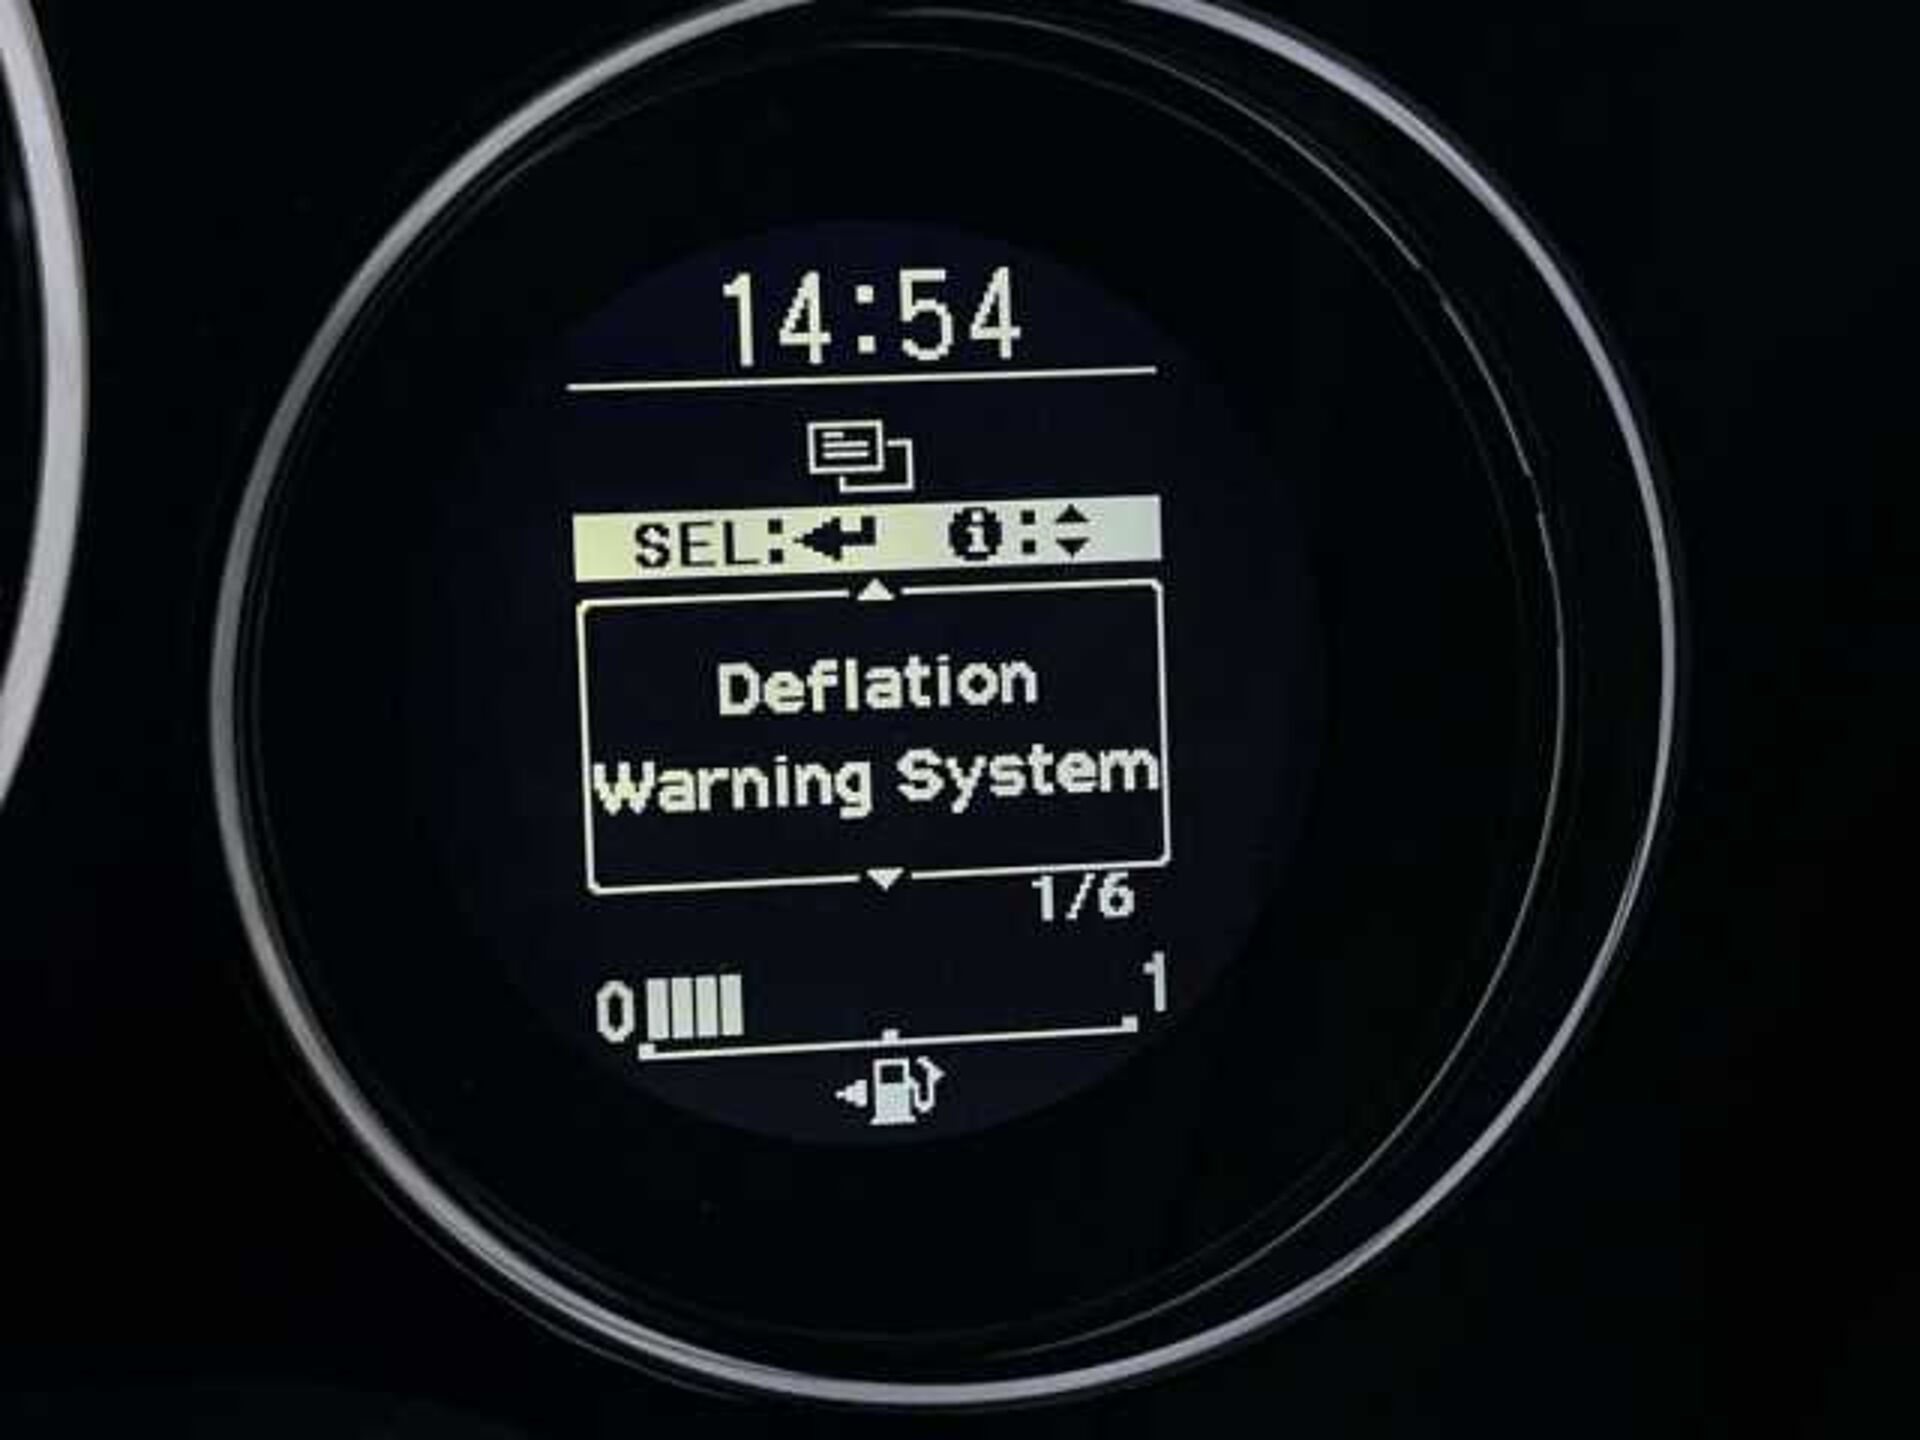 14:54
SEL: :
Deflation
Warning System
1/6
0 1